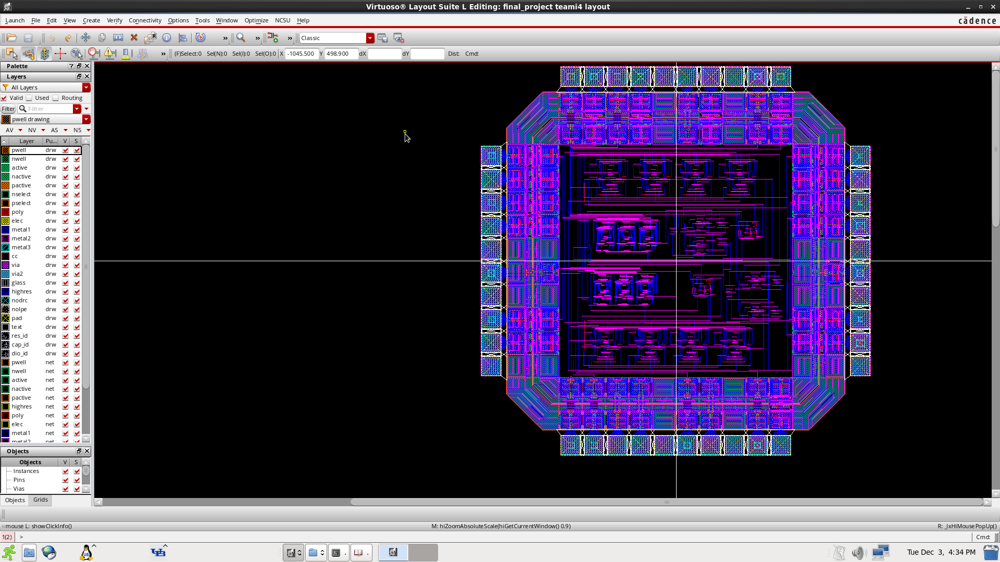 Virtuoso® Layout Suite L Editing: final_project teami4 layout
Launch File Edit View Create Verify Connectivity Options Tools Window Optimize NCSU Help
cādence
» » » Classic
» (F)Select:0 Sel(N):0 Sel(I):0 Sel(O):0 X -1045.500 Y 498.900 dX dY Dist: Cmd:
Palette
Layers
All Layers
Valid Used Routing
Filter Filter
pwell drawing
AV NV AS NS
Layer Pu... V S
pwell drw
nwell drw
active drw
nactive drw
pactive drw
nselect drw
pselect drw
poly drw
elec drw
metal1 drw
metal2 drw
metal3 drw
cc drw
via drw
via2 drw
glass drw
highres drw
nodrc drw
nolpe drw
pad drw
text drw
res_id drw
cap_id drw
dio_id drw
pwell net
nwell net
active net
nactive net
pactive net
highres net
poly net
elec net
metal1 net
metal2 net
Objects
Objects V S
Instances
Pins
Vias
Objects Grids
mouse L: showClickInfo() M: hiZoomAbsoluteScale(hiGetCurrentWindow() 0.9) R: _lxHiMousePopUp()
1(2) > Cmd:
UB Tue Dec 3, 4:34 PM